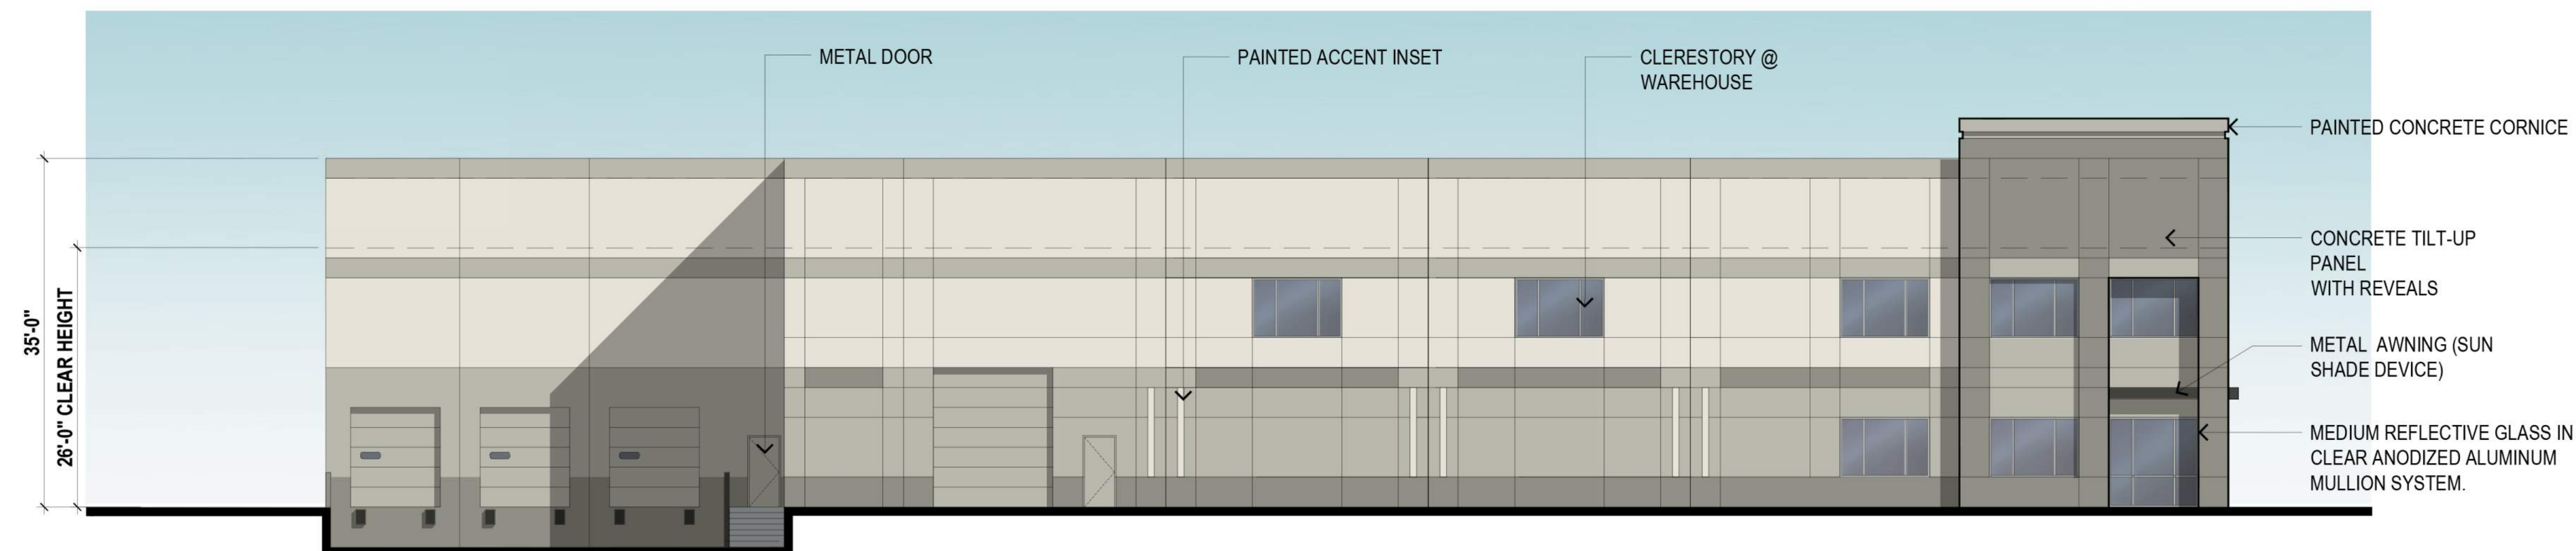 METAL DOOR
PAINTED ACCENT INSET
CLERESTORY @
WAREHOUSE
PAINTED CONCRETE CORNICE
CONCRETE TILT-UP
PANEL
WITH REVEALS
METAL AWNING (SUN
SHADE DEVICE)
MEDIUM REFLECTIVE GLASS IN
CLEAR ANODIZED ALUMINUM
MULLION SYSTEM.
35'-0"
26'-0" CLEAR HEIGHT